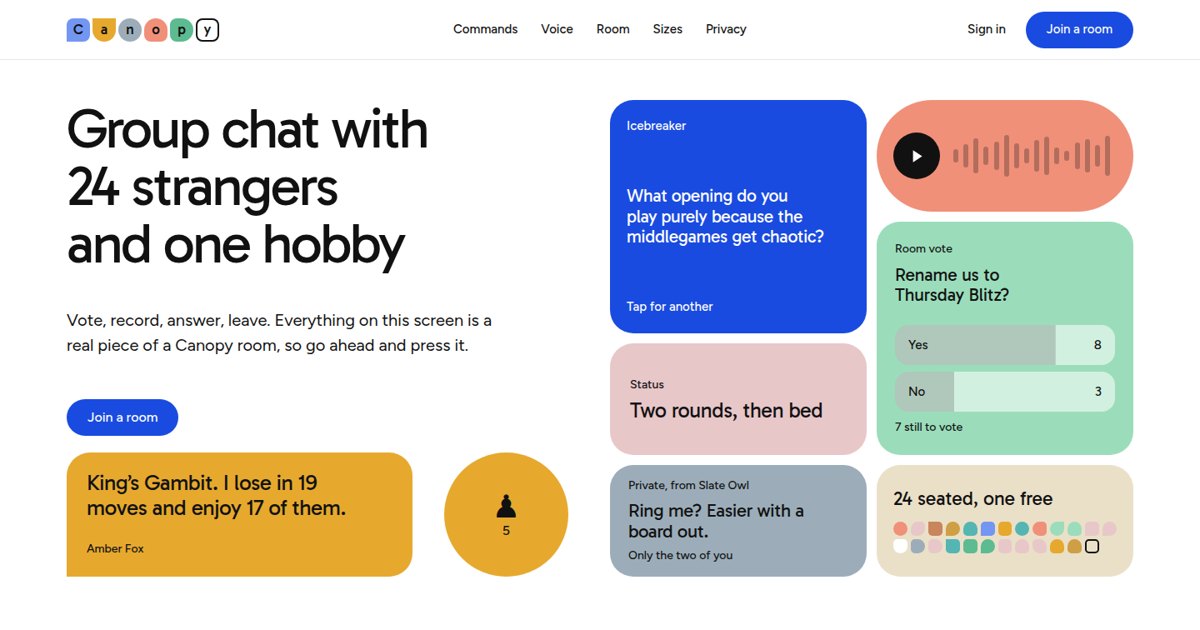 Canopy
Commands Voice Room Sizes Privacy
Sign in
Join a room
Group chat with
24 strangers
and one hobby
Vote, record, answer, leave. Everything on this screen is a
real piece of a Canopy room, so go ahead and press it.
Join a room
King’s Gambit. I lose in 19
moves and enjoy 17 of them.
Amber Fox
5
Icebreaker
What opening do you
play purely because the
middlegames get chaotic?
Tap for another
Status
Two rounds, then bed
Private, from Slate Owl
Ring me? Easier with a
board out.
Only the two of you
Room vote
Rename us to
Thursday Blitz?
Yes 8
No 3
7 still to vote
24 seated, one free